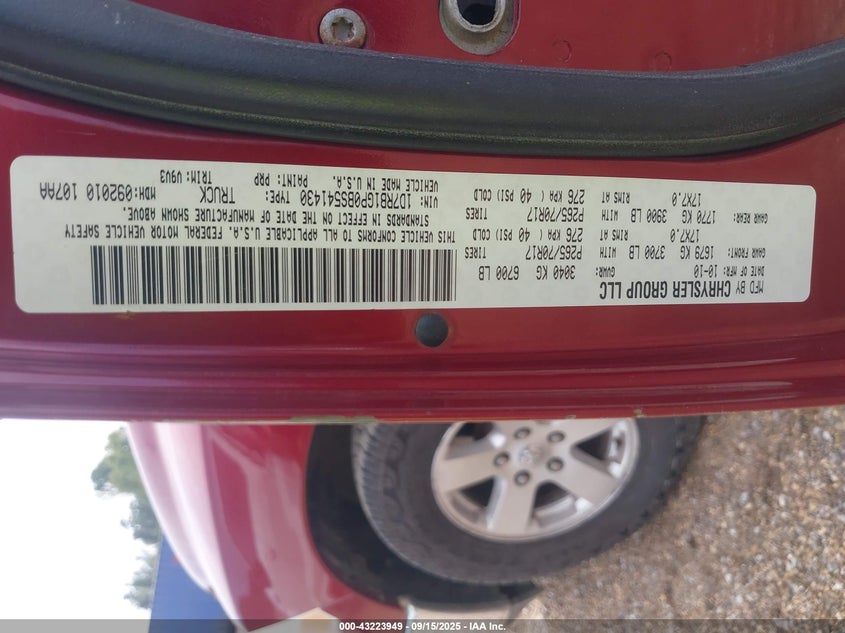 MFD BY CHRYSLER GROUP LLC
DATE OF MFR: 10-10 GVWR: 3040 KG 6700 LB
GAWR FRONT: 1679 KG 3700 LB WITH TIRES P265/70R17
RIMS AT 17X7.0 276 KPA ( 40 PSI) COLD
GAWR REAR: 1770 KG 3900 LB WITH TIRES P265/70R17
RIMS AT 17X7.0 276 KPA ( 40 PSI) COLD
THIS VEHICLE CONFORMS TO ALL APPLICABLE U.S.A. FEDERAL MOTOR VEHICLE SAFETY
STANDARDS IN EFFECT ON THE DATE OF MANUFACTURE SHOWN ABOVE.
VIN: 1D7RB1GP0BS541430 TYPE: TRUCK MDH:092010 107AA
VEHICLE MADE IN U.S.A. PAINT: PRP TRIM: V9V3
000-43223949 - 09/15/2025 - IAA Inc.